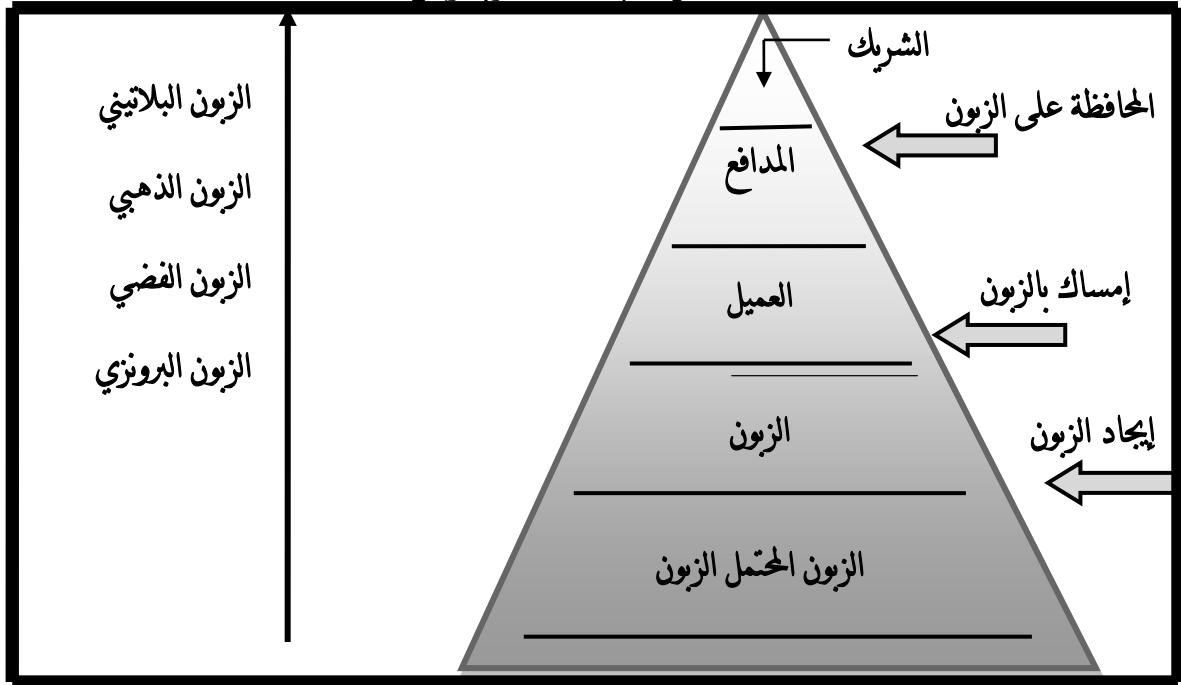 الشريك
المحافظة على الزبون
المدافع
إمساك بالزبون
العميل
إيجاد الزبون
الزبون
الزبون المحتمل الزبون
الزبون البلاتيني
الزبون الذهبي
الزبون الفضي
الزبون البرونزي